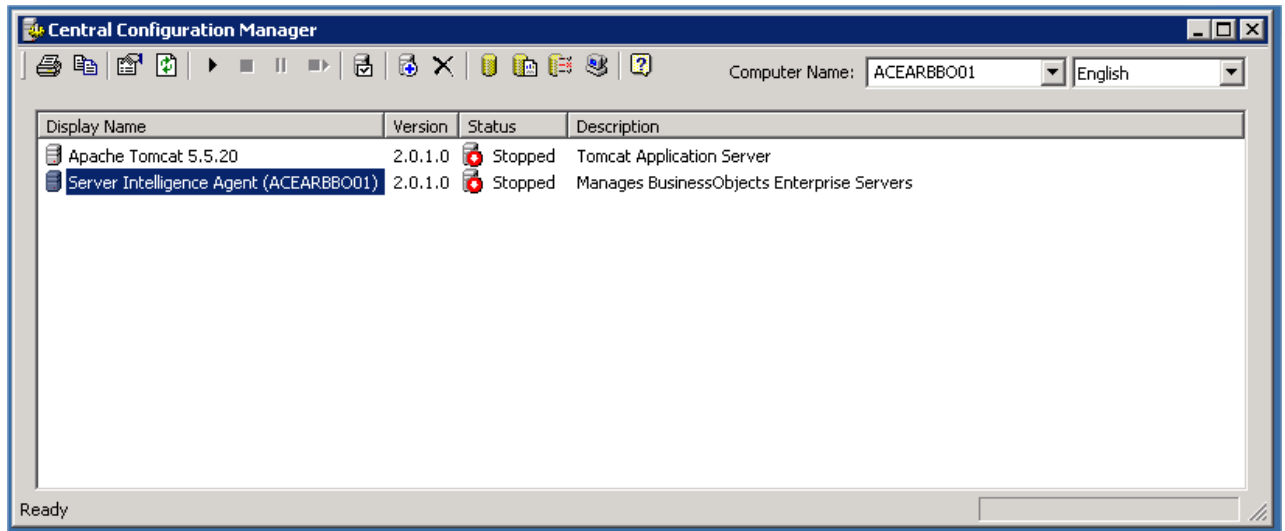 Central Configuration Manager
Computer Name: ACEARBBO01 English
Display Name Version Status Description
Apache Tomcat 5.5.20 2.0.1.0 Stopped Tomcat Application Server
Server Intelligence Agent (ACEARBBO01) 2.0.1.0 Stopped Manages BusinessObjects Enterprise Servers
Ready